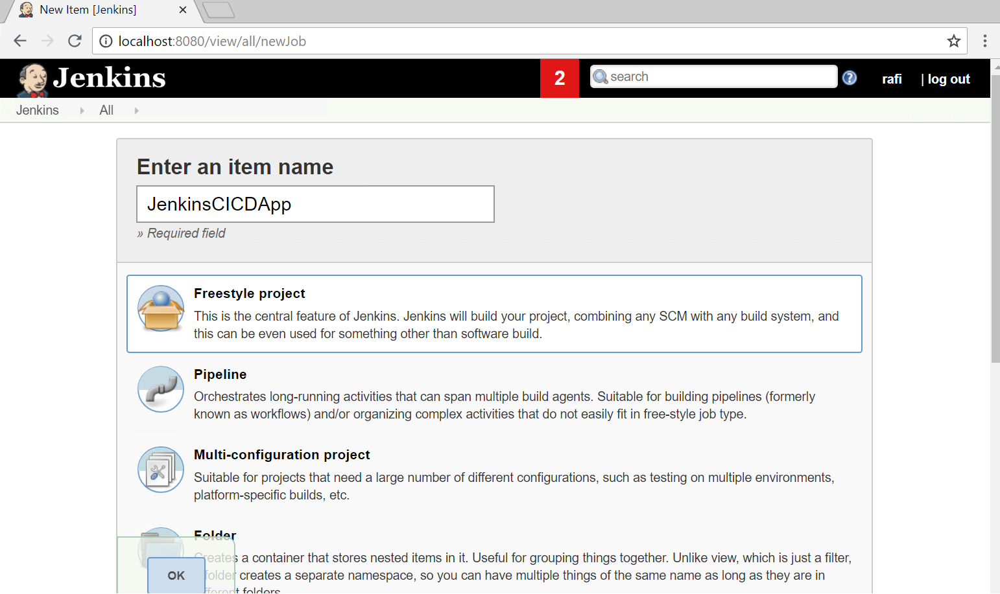 New Item [Jenkins]
localhost:8080/view/all/newJob
Jenkins
2
search
rafi
| log out
Jenkins
All
Enter an item name
JenkinsCICDApp
» Required field
Freestyle project
This is the central feature of Jenkins. Jenkins will build your project, combining any SCM with any build system, and
this can be even used for something other than software build.
Pipeline
Orchestrates long-running activities that can span multiple build agents. Suitable for building pipelines (formerly
known as workflows) and/or organizing complex activities that do not easily fit in free-style job type.
Multi-configuration project
Suitable for projects that need a large number of different configurations, such as testing on multiple environments,
platform-specific builds, etc.
Folder
Creates a container that stores nested items in it. Useful for grouping things together. Unlike view, which is just a filter,
folder creates a separate namespace, so you can have multiple things of the same name as long as they are in
different folders.
OK